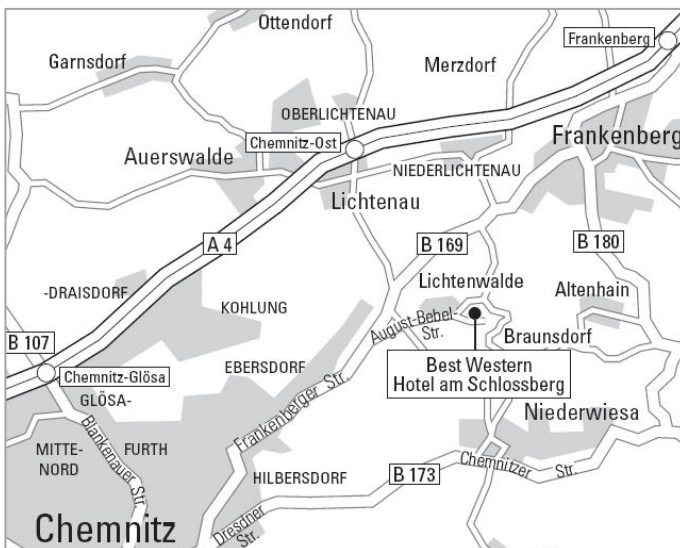 Ottendorf
Frankenberg
Garnsdorf
Merzdorf
OBERLICHTENAU
Chemnitz-Ost
Frankenberg
Auerswalde
NIEDERLICHTENAU
Lichtenau
A 4
B 169
B 180
Lichtenwalde
-DRAISDORF
Altenhain
KOHLUNG
August-Bebel-
Str.
B 107
Braunsdorf
EBERSDORF
Best Western
Hotel am Schlossberg
Chemnitz-Glösa
GLÖSA-
Frankenberger Str.
Niederwiesa
Blankenauer Str.
MITTE-
NORD
FURTH
HILBERSDORF
B 173
Chemnitzer
Str.
Chemnitz
Dresdner
Str.